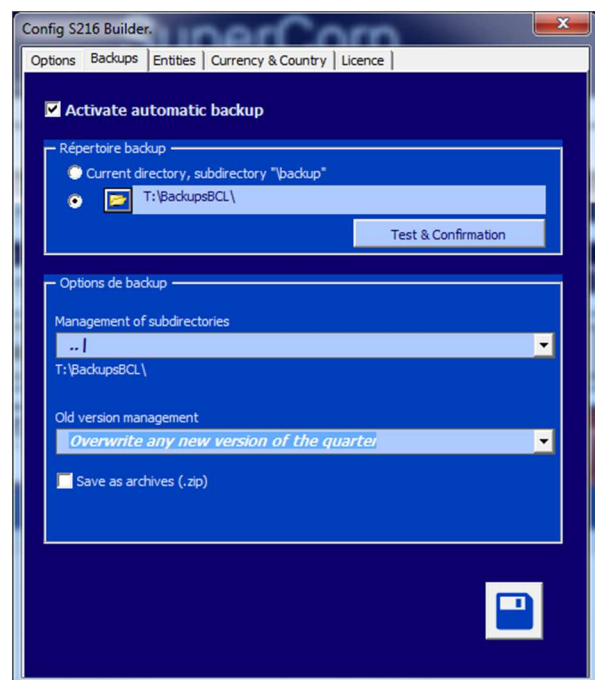 SuperCorp
Config S216 Builder.
Options Backups Entities Currency & Country Licence
Activate automatic backup
Répertoire backup
Current directory, subdirectory "\backup"
T:\BackupsBCL\
Test & Confirmation
Options de backup
Management of subdirectories
..\
T:\BackupsBCL\
Old version management
Overwrite any new version of the quarter
Save as archives (.zip)